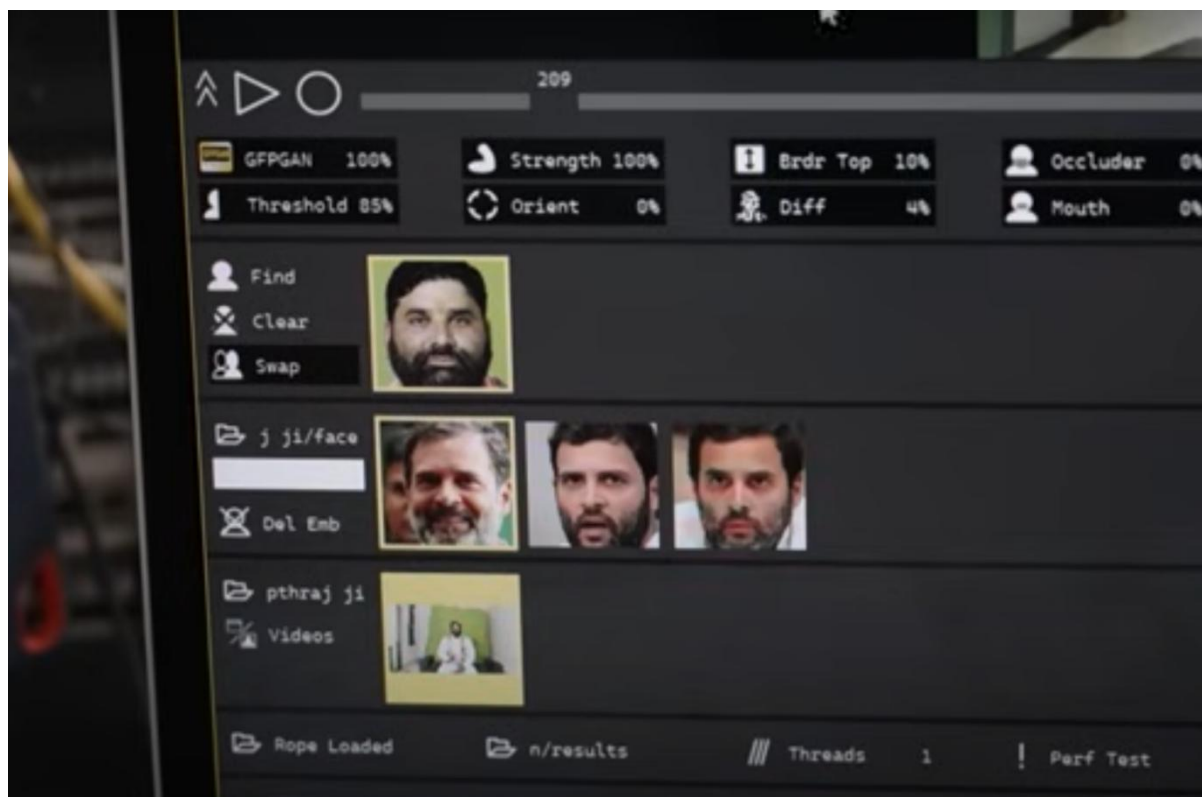 209
GFPGAN 100% Strength 100% Brdr Top 10% Occluder 0%
Threshold 85% Orient 0% Diff 4% Mouth 0%
Find
Clear
Swap
j ji/face
Del Emb
pthraj ji
Videos
Rope Loaded n/results Threads 1 ! Perf Test